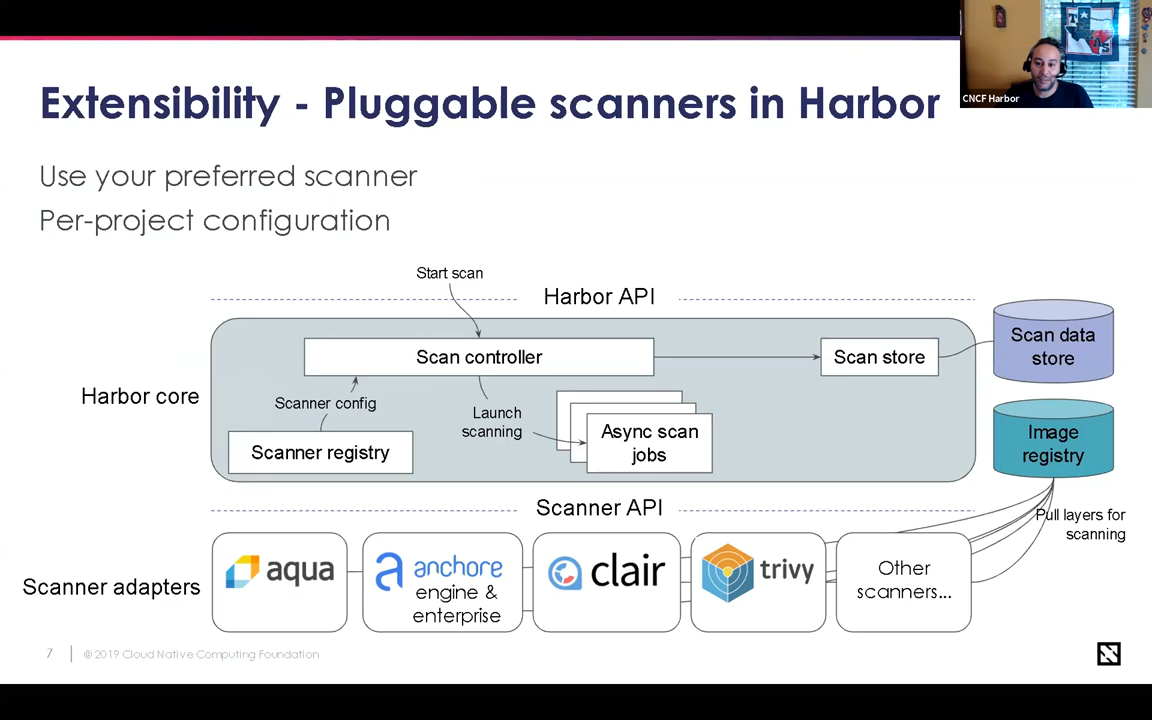 CNCF Harbor
Extensibility - Pluggable scanners in Harbor
Use your preferred scanner
Per-project configuration
Start scan
Harbor API
Scan controller
Scan store
Scan data
store
Harbor core
Scanner config
Launch
scanning
Async scan
jobs
Scanner registry
Image
registry
Scanner API
Pull layers for
scanning
Scanner adapters
aqua
anchore
engine &
enterprise
clair
trivy
Other
scanners...
7
© 2019 Cloud Native Computing Foundation